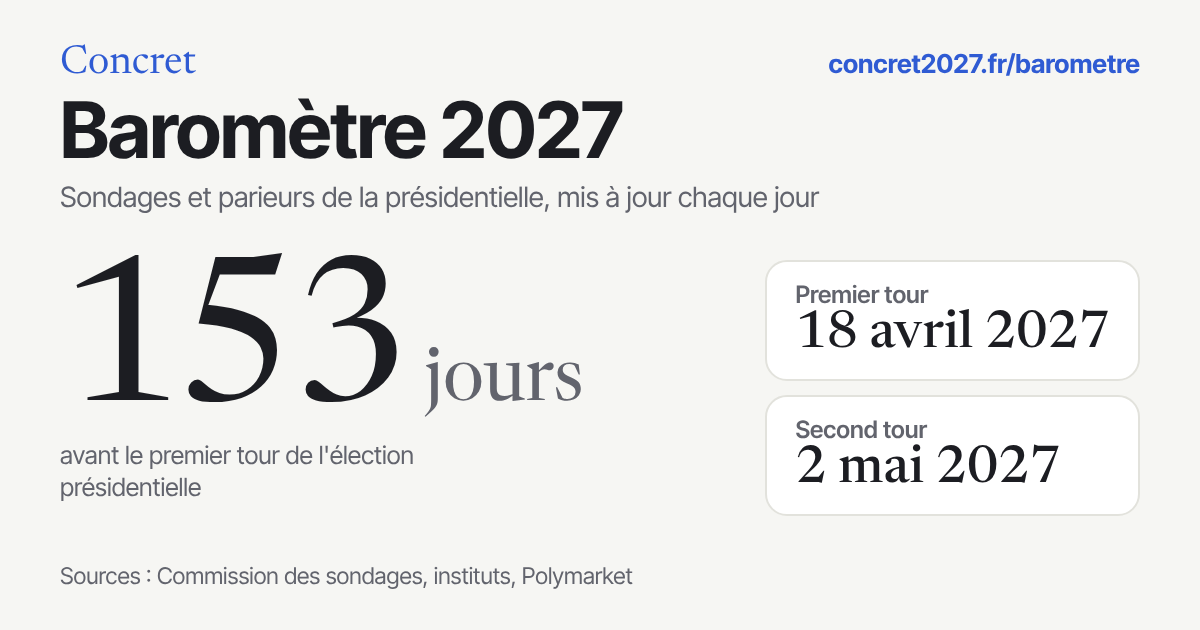 Concret
concret2027.fr/barometre
Baromètre 2027
Sondages et parieurs de la présidentielle, mis à jour chaque jour
153 jours
avant le premier tour de l'élection
présidentielle
Premier tour
18 avril 2027
Second tour
2 mai 2027
Sources : Commission des sondages, instituts, Polymarket